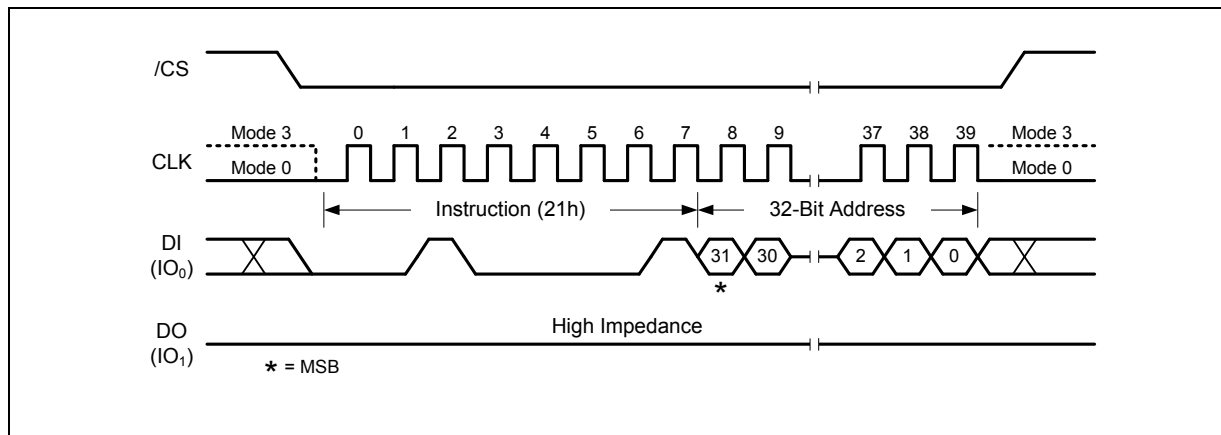 /CS
Mode 3 0 1 2 3 4 5 6 7 8 9 37 38 39 Mode 3
CLK
Mode 0 Mode 0
Instruction (21h) 32-Bit Address
DI
(IO₀)
31 30 2 1 0
*
High Impedance
DO
(IO₁)
* = MSB